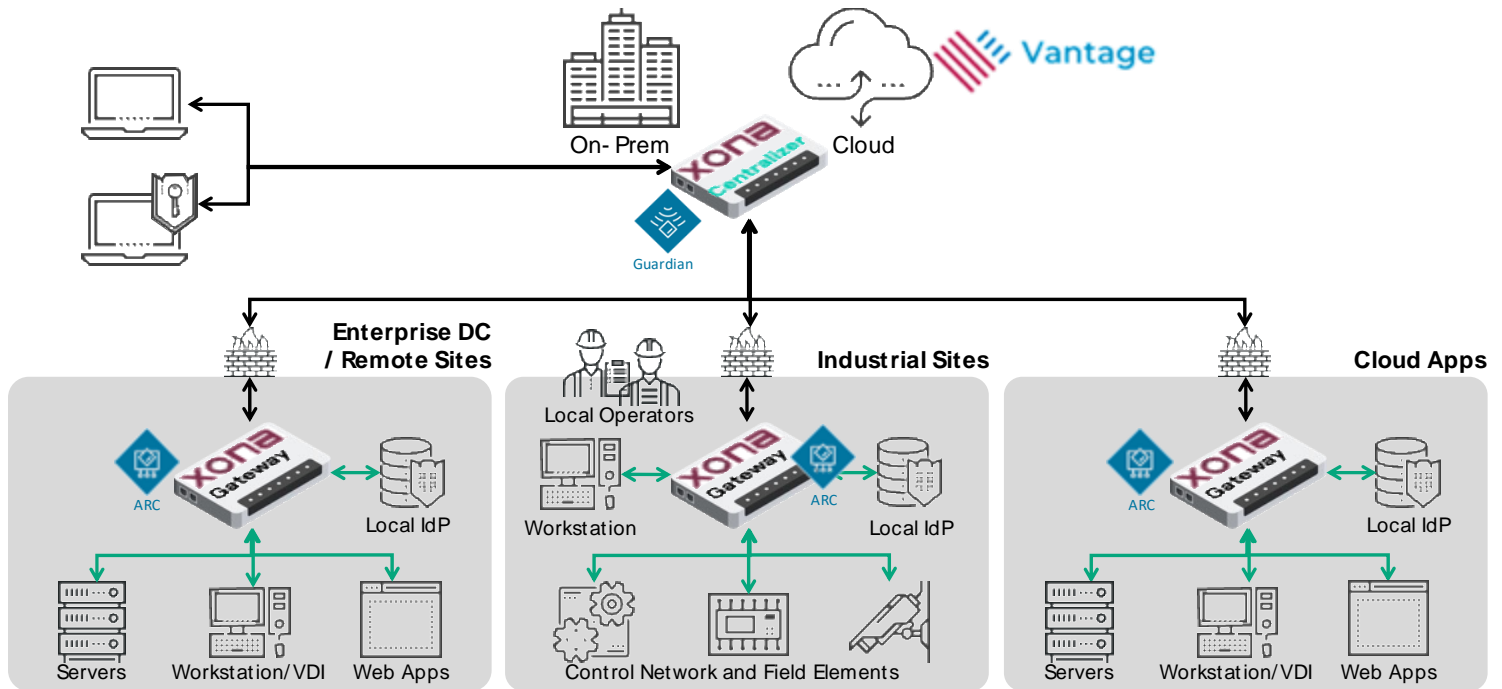 Vantage
On- Prem
Cloud
xona
Centralizer
Guardian
Enterprise DC
/ Remote Sites
Industrial Sites
Cloud Apps
Local Operators
xona
Gateway
ARC
Local IdP
Workstation
xona
Gateway
ARC
Local IdP
xona
Gateway
ARC
Local IdP
Servers
Workstation/ VDI
Web Apps
Control Network and Field Elements
Servers
Workstation/ VDI
Web Apps